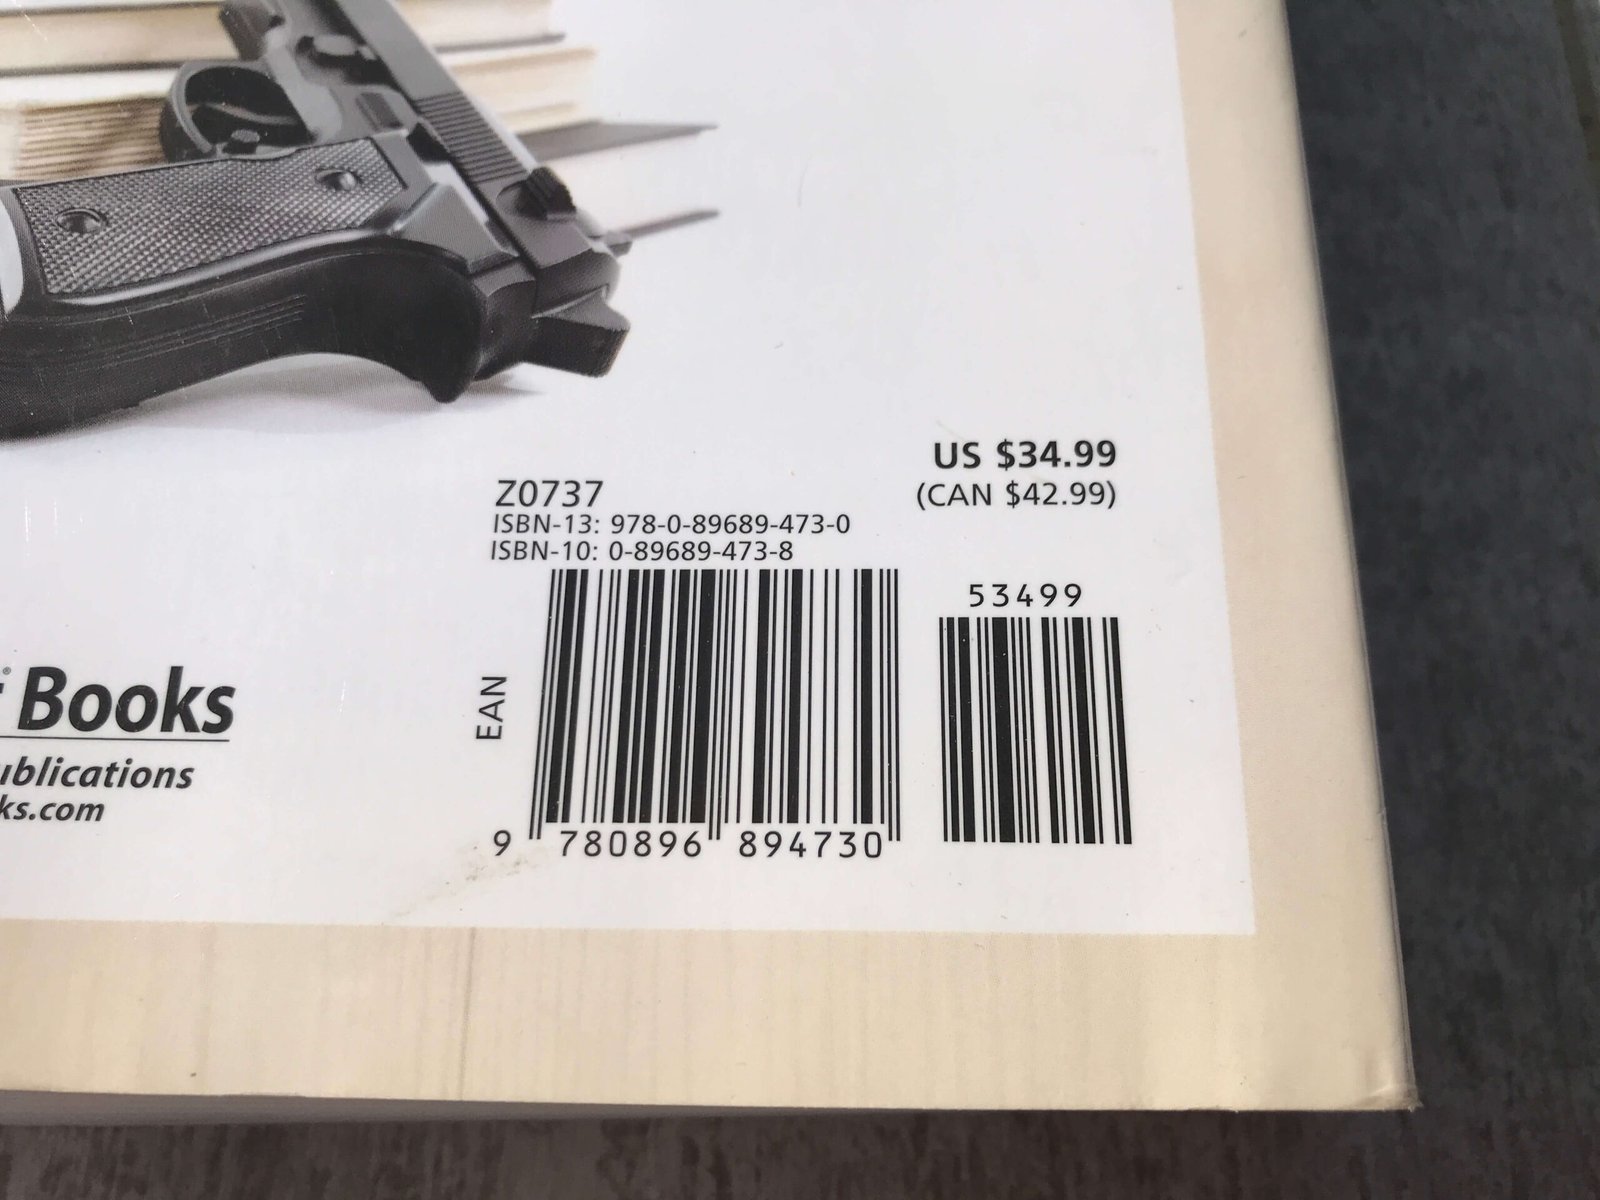 US $34.99
(CAN $42.99)
Z0737
ISBN-13: 978-0-89689-473-0
ISBN-10: 0-89689-473-8
53499
EAN
9 780896 894730
Books
ublications
ks.com